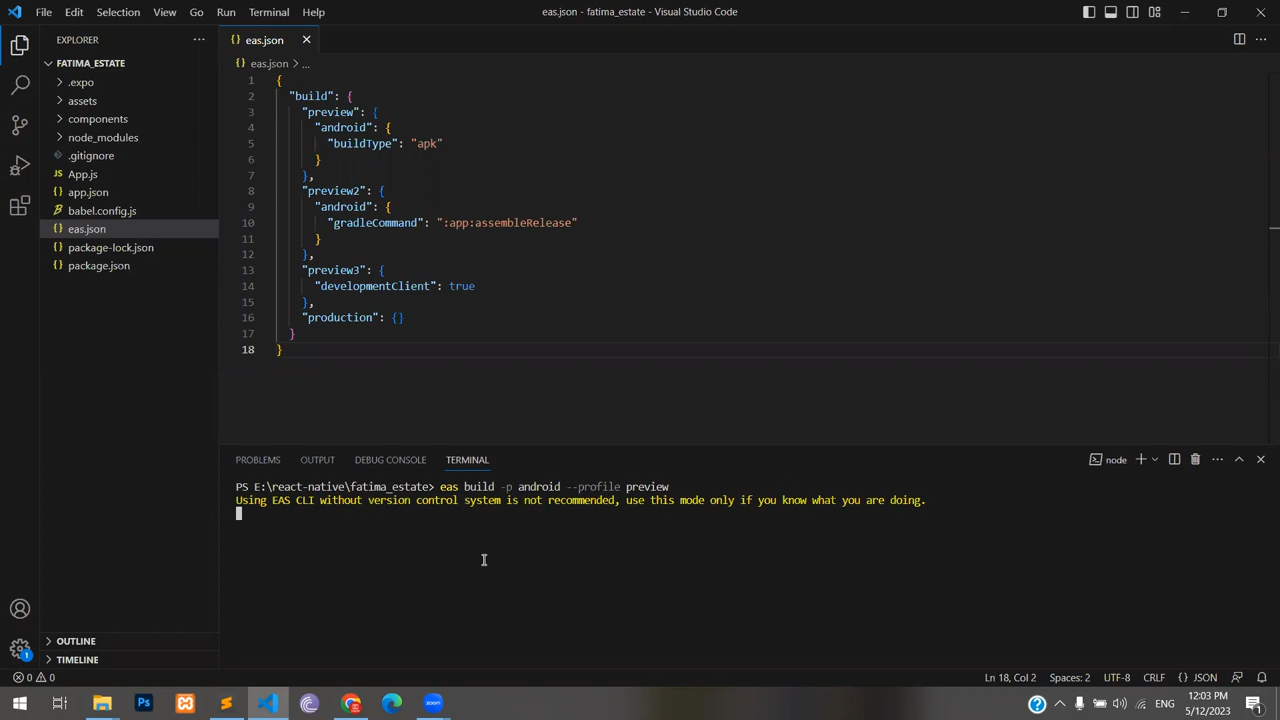 File Edit Selection View Go Run Terminal Help
eas.json - fatima_estate - Visual Studio Code
EXPLORER
FATIMA_ESTATE
.expo
assets
components
node_modules
.gitignore
App.js
app.json
babel.config.js
eas.json
package-lock.json
package.json
OUTLINE
TIMELINE
eas.json
eas.json > ...
1 {
2 "build": {
3 "preview": {
4 "android": {
5 "buildType": "apk"
6 }
7 },
8 "preview2": {
9 "android": {
10 "gradleCommand": ":app:assembleRelease"
11 }
12 },
13 "preview3": {
14 "developmentClient": true
15 },
16 "production": {}
17 }
18 }
PROBLEMS OUTPUT DEBUG CONSOLE TERMINAL
node
PS E:\react-native\fatima_estate> eas build -p android --profile preview
Using EAS CLI without version control system is not recommended, use this mode only if you know what you are doing.
1
0 0
Ln 18, Col 2 Spaces: 2 UTF-8 CRLF {} JSON
Ps
ENG
12:03 PM
5/12/2023
1